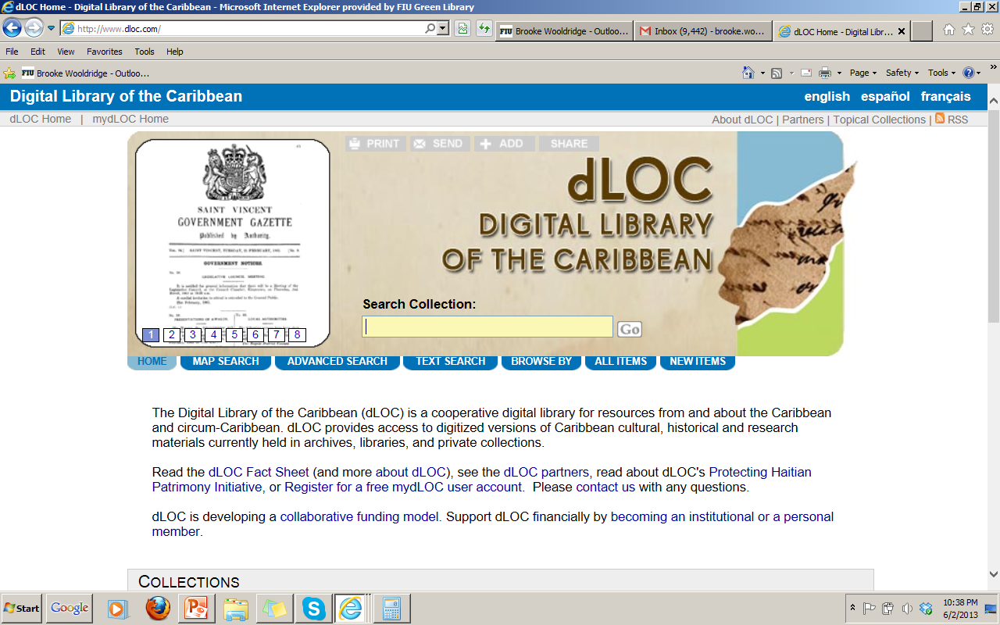 dLOC Home - Digital Library of the Caribbean - Microsoft Internet Explorer provided by FIU Green Library
http://www.dloc.com/
FIU Brooke Wooldridge - Outloo...
Inbox (9,442) - brooke.wo...
dLOC Home - Digital Libr...
File Edit View Favorites Tools Help
FIU Brooke Wooldridge - Outloo...
Page Safety Tools
Digital Library of the Caribbean
english español français
dLOC Home | mydLOC Home
About dLOC | Partners | Topical Collections | RSS
PRINT SEND ADD SHARE
SAINT VINCENT
GOVERNMENT GAZETTE
Published by Authority.
GOVERNMENT NOTICES.
LEGISLATIVE COUNCIL MEETING
1 2 3 4 5 6 7 8
dLOC
DIGITAL LIBRARY
OF THE CARIBBEAN
Search Collection:
Go
HOME MAP SEARCH ADVANCED SEARCH TEXT SEARCH BROWSE BY ALL ITEMS NEW ITEMS
The Digital Library of the Caribbean (dLOC) is a cooperative digital library for resources from and about the Caribbean
and circum-Caribbean. dLOC provides access to digitized versions of Caribbean cultural, historical and research
materials currently held in archives, libraries, and private collections.
Read the dLOC Fact Sheet (and more about dLOC), see the dLOC partners, read about dLOC's Protecting Haitian
Patrimony Initiative, or Register for a free mydLOC user account. Please contact us with any questions.
dLOC is developing a collaborative funding model. Support dLOC financially by becoming an institutional or a personal
member.
COLLECTIONS
Start
Google
10:38 PM
6/2/2013